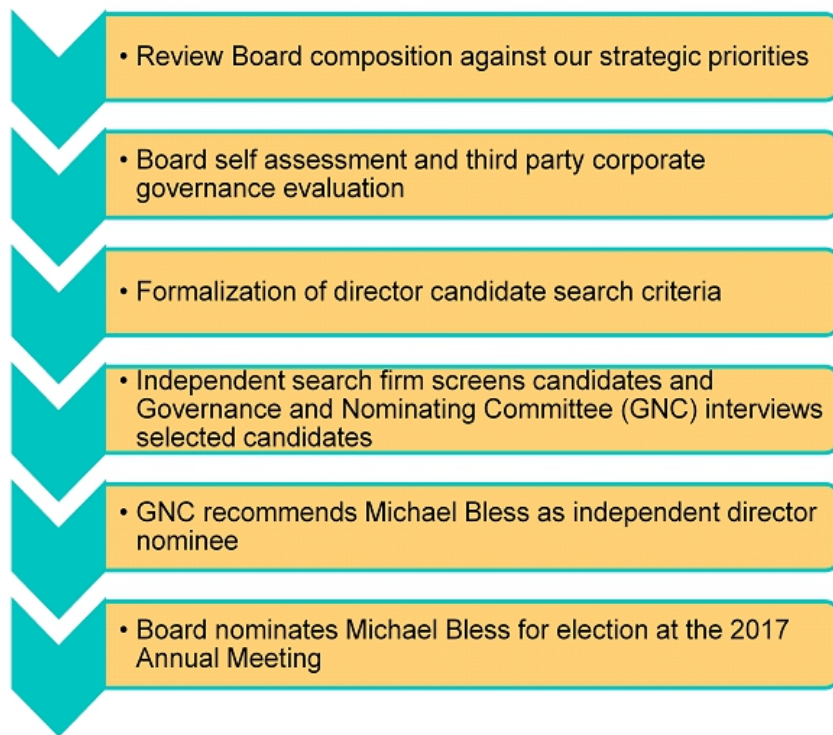 • Review Board composition against our strategic priorities
• Board self assessment and third party corporate
governance evaluation
• Formalization of director candidate search criteria
• Independent search firm screens candidates and
Governance and Nominating Committee (GNC) interviews
selected candidates
• GNC recommends Michael Bless as independent director
nominee
• Board nominates Michael Bless for election at the 2017
Annual Meeting